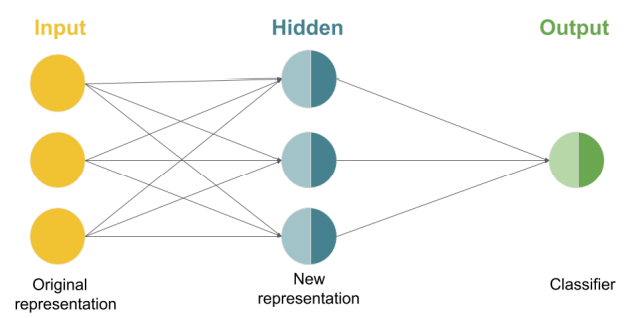 Input
Hidden
Output
Original
representation
New
representation
Classifier